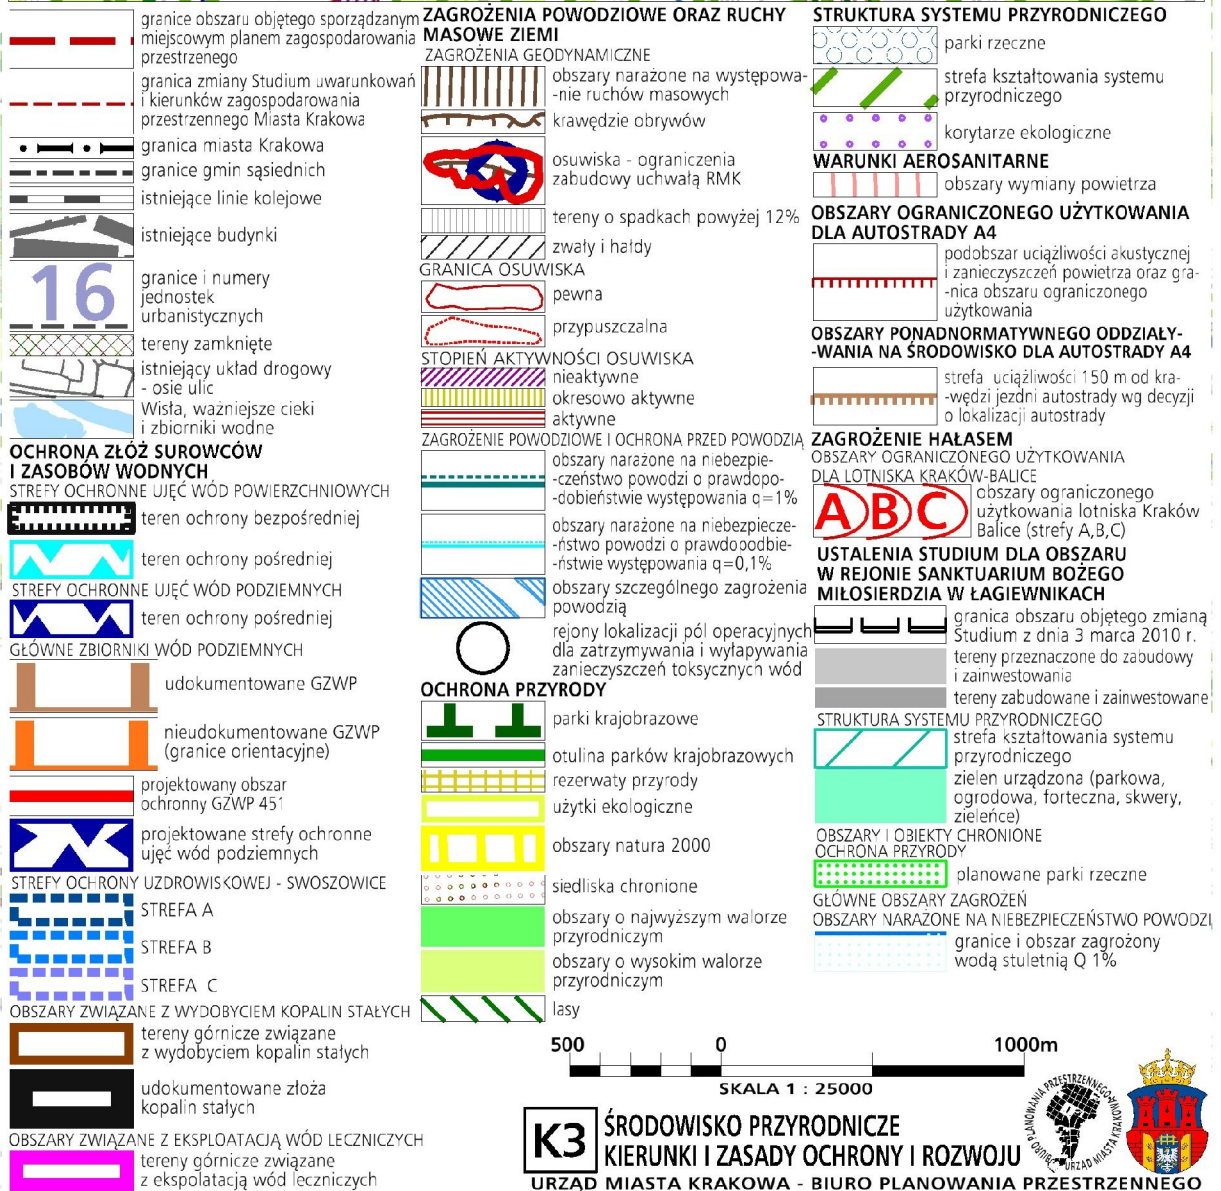 granice obszaru objętego sporządzanym
miejscowym planem zagospodarowania
przestrzenego
granica zmiany Studium uwarunkowań
i kierunków zagospodarowania
przestrzennego Miasta Krakowa
granica miasta Krakowa
granice gmin sąsiednich
istniejące linie kolejowe
istniejące budynki
16
granice i numery
jednostek
urbanistycznych
tereny zamknięte
istniejący układ drogowy
- osie ulic
Wisła, ważniejsze cieki
i zbiorniki wodne
OCHRONA ZŁÓŻ SUROWCÓW
I ZASOBÓW WODNYCH
STREFY OCHRONNE UJĘĆ WÓD POWIERZCHNIOWYCH
teren ochrony bezpośredniej
teren ochrony pośredniej
STREFY OCHRONNE UJĘĆ WÓD PODZIEMNYCH
teren ochrony pośredniej
GŁÓWNE ZBIORNIKI WÓD PODZIEMNYCH
udokumentowane GZWP
nieudokumentowane GZWP
(granice orientacyjne)
projektowany obszar
ochronny GZWP 451
projektowane strefy ochronne
ujęć wód podziemnych
STREFY OCHRONY UZDROWISKOWEJ - SWOSZOWICE
STREFA A
STREFA B
STREFA C
OBSZARY ZWIĄZANE Z WYDOBYCIEM KOPALIN STAŁYCH
tereny górnicze związane
z wydobyciem kopalin stałych
udokumentowane złoża
kopalin stałych
OBSZARY ZWIĄZANE Z EKSPLOATACJĄ WÓD LECZNICZYCH
tereny górnicze związane
z ekspolatacją wód leczniczych
ZAGROŻENIA POWODZIOWE ORAZ RUCHY
MASOWE ZIEMI
ZAGROŻENIA GEODYNAMICZNE
obszary narażone na występowa-
-nie ruchów masowych
krawędzie obrywów
osuwiska - ograniczenia
zabudowy uchwałą RMK
tereny o spadkach powyżej 12%
zwały i hałdy
GRANICA OSUWISKA
pewna
przypuszczalna
STOPIEŃ AKTYWNOŚCI OSUWISKA
nieaktywne
okresowo aktywne
aktywne
ZAGROŻENIE POWODZIOWE I OCHRONA PRZED POWODZIĄ
obszary narażone na niebezpie-
-czeństwo powodzi o prawdopo-
-dobieństwie występowania q=1%
obszary narażone na niebezpiecze-
-ństwo powodzi o prawdopodbie-
-ństwie występowania q=0,1%
obszary szczególnego zagrożenia
powodzią
rejony lokalizacji pól operacyjnych
dla zatrzymywania i wyłapywania
zanieczyszczeń toksycznych wód
OCHRONA PRZYRODY
parki krajobrazowe
otulina parków krajobrazowych
rezerwaty przyrody
użytki ekologiczne
obszary natura 2000
siedliska chronione
obszary o najwyższym walorze
przyrodniczym
obszary o wysokim walorze
przyrodniczym
lasy
STRUKTURA SYSTEMU PRZYRODNICZEGO
parki rzeczne
strefa kształtowania systemu
przyrodniczego
korytarze ekologiczne
WARUNKI AEROSANITARNE
obszary wymiany powietrza
OBSZARY OGRANICZONEGO UŻYTKOWANIA
DLA AUTOSTRADY A4
podobszar uciążliwości akustycznej
i zanieczyszczeń powietrza oraz gra-
-nica obszaru ograniczonego
użytkowania
OBSZARY PONADNORMATYWNEGO ODDZIAŁY-
-WANIA NA ŚRODOWISKO DLA AUTOSTRADY A4
strefa uciążliwości 150 m od kra-
-wędzi jezdni autostrady wg decyzji
o lokalizacji autostrady
ZAGROŻENIE HAŁASEM
OBSZARY OGRANICZONEGO UŻYTKOWANIA
DLA LOTNISKA KRAKÓW-BALICE
A B C
obszary ograniczonego
użytkowania lotniska Kraków
Balice (strefy A,B,C)
USTALENIA STUDIUM DLA OBSZARU
W REJONIE SANKTUARIUM BOŻEGO
MIŁOSIERDZIA W ŁAGIEWNIKACH
granica obszaru objętego zmianą
Studium z dnia 3 marca 2010 r.
tereny przeznaczone do zabudowy
i zainwestowania
tereny zabudowane i zainwestowane
STRUKTURA SYSTEMU PRZYRODNICZEGO
strefa kształtowania systemu
przyrodniczego
zielen urządzona (parkowa,
ogrodowa, forteczna, skwery,
zieleńce)
OBSZARY I OBIEKTY CHRONIONE
OCHRONA PRZYRODY
planowane parki rzeczne
GŁÓWNE OBSZARY ZAGROŻEŃ
OBSZARY NARAŻONE NA NIEBEZPIECZEŃSTWO POWODZI
granice i obszar zagrożony
wodą stuletnią Q 1%
500 0 1000m
SKALA 1 : 25000
K3
ŚRODOWISKO PRZYRODNICZE
KIERUNKI I ZASADY OCHRONY I ROZWOJU
BIURO PLANOWANIA PRZESTRZENNEGO
URZĄD MIASTA KRAKOWA
URZĄD MIASTA KRAKOWA - BIURO PLANOWANIA PRZESTRZENNEGO